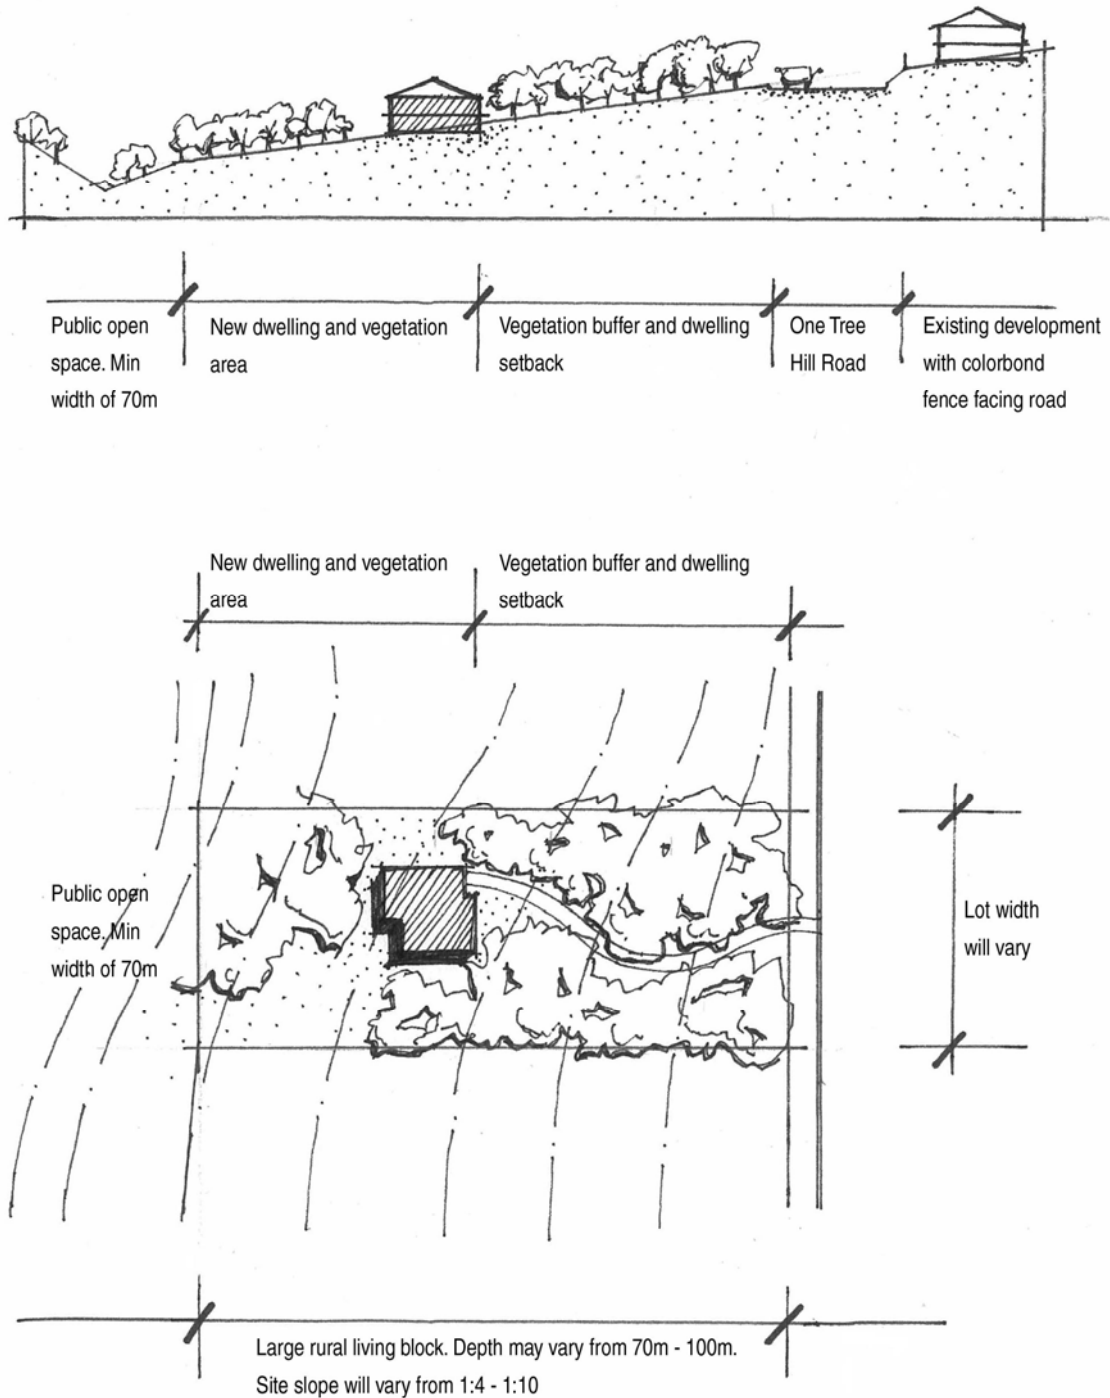 Public open
space. Min
width of 70m
New dwelling and vegetation
area
Vegetation buffer and dwelling
setback
One Tree
Hill Road
Existing development
with colorbond
fence facing road
New dwelling and vegetation
area
Vegetation buffer and dwelling
setback
Public open
space. Min
width of 70m
Lot width
will vary
Large rural living block. Depth may vary from 70m - 100m.
Site slope will vary from 1:4 - 1:10